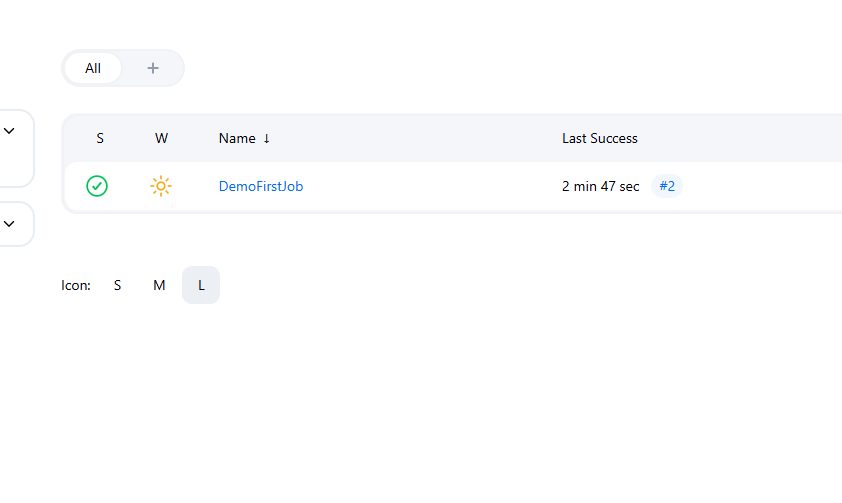 All +
S W Name ↓ Last Success
DemoFirstJob 2 min 47 sec #2
Icon: S M L